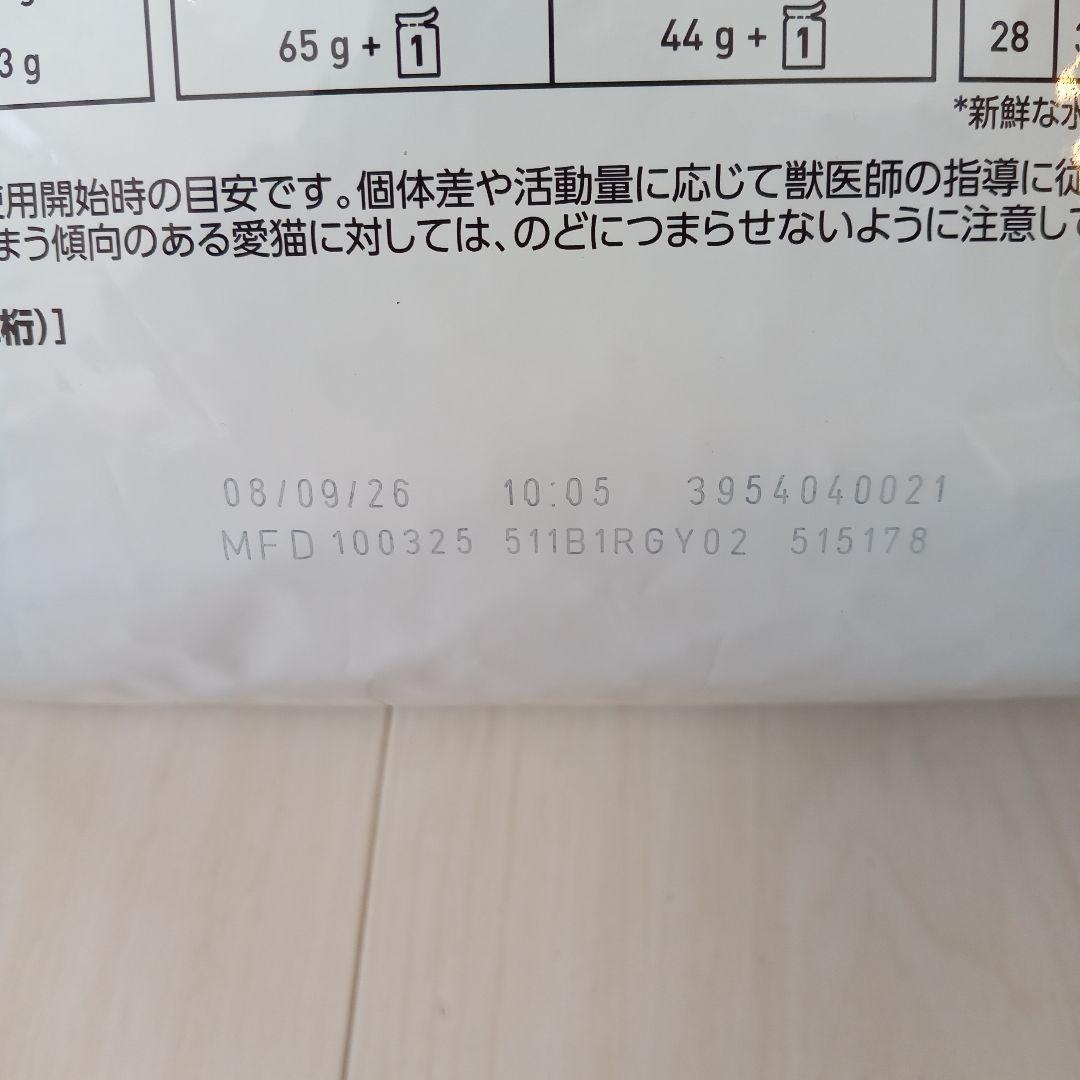 3 g
65 g + 1
44 g + 1
28
*新鮮な水
使用開始時の目安です。個体差や活動量に応じて獣医師の指導に従
まう傾向のある愛猫に対しては、のどにつまらせないように注意して
桁)]
08/09/26 10:05 3954040021
MFD 100325 511B1RGY02 515178